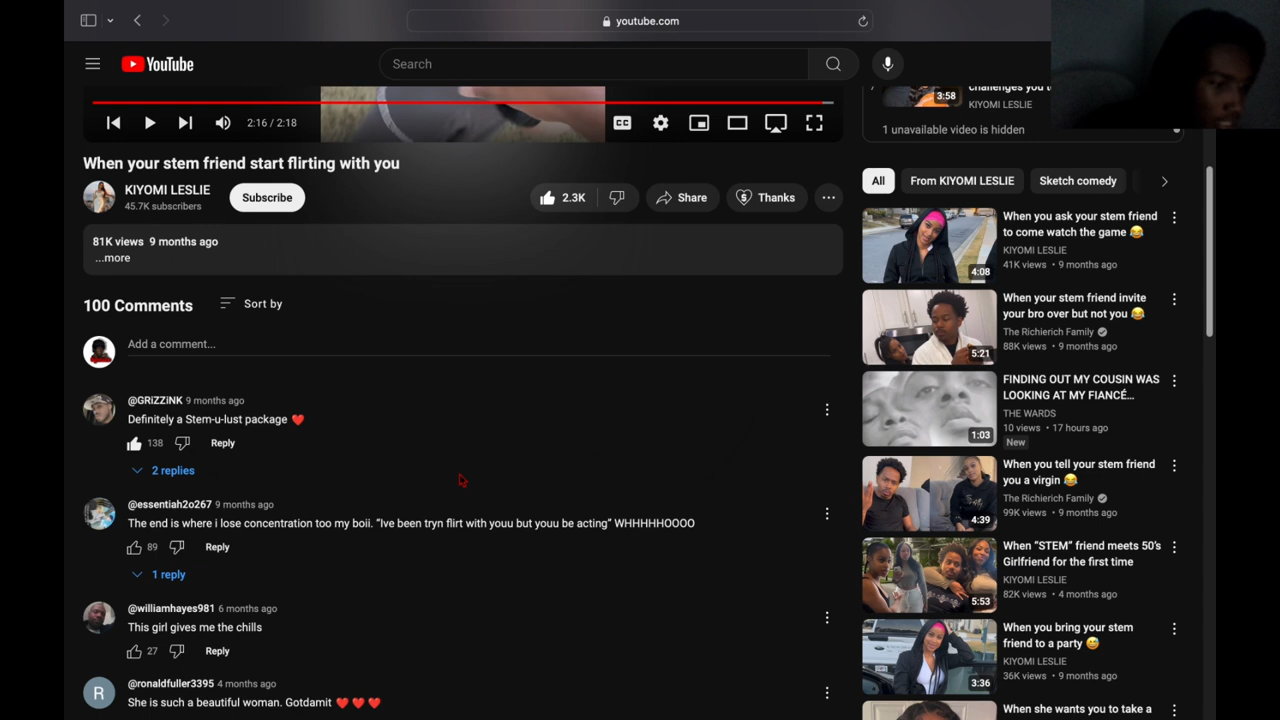 youtube.com
YouTube
Search
3:58
challenges you t
KIYOMI LESLIE
1 unavailable video is hidden
CC
2:16 / 2:18
When your stem friend start flirting with you
KIYOMI LESLIE
45.7K subscribers
Subscribe
2.3K
Share
Thanks
81K views 9 months ago
...more
100 Comments
Sort by
Add a comment...
@GRiZZiNK 9 months ago
Definitely a Stem-u-lust package ❤️
138
Reply
2 replies
@essentiah2o267 9 months ago
The end is where i lose concentration too my boii. “Ive been tryn flirt with youu but youu be acting” WHHHHHOOOO
89
Reply
1 reply
@williamhayes981 6 months ago
This girl gives me the chills
27
Reply
R
@ronaldfuller3395 4 months ago
She is such a beautiful woman. Gotdamit ❤️❤️❤️
All
From KIYOMI LESLIE
Sketch comedy
4:08
When you ask your stem friend
to come watch the game 😂
KIYOMI LESLIE
41K views • 9 months ago
5:21
When your stem friend invite
your bro over but not you 😂
The Richierich Family
88K views • 9 months ago
1:03
FINDING OUT MY COUSIN WAS
LOOKING AT MY FIANCÉ...
THE WARDS
10 views • 17 hours ago
New
4:39
When you tell your stem friend
you a virgin 😂
The Richierich Family
99K views • 9 months ago
5:53
When “STEM” friend meets 50's
Girlfriend for the first time
KIYOMI LESLIE
82K views • 4 months ago
3:36
When you bring your stem
friend to a party 😅
KIYOMI LESLIE
36K views • 9 months ago
When she wants you to take a